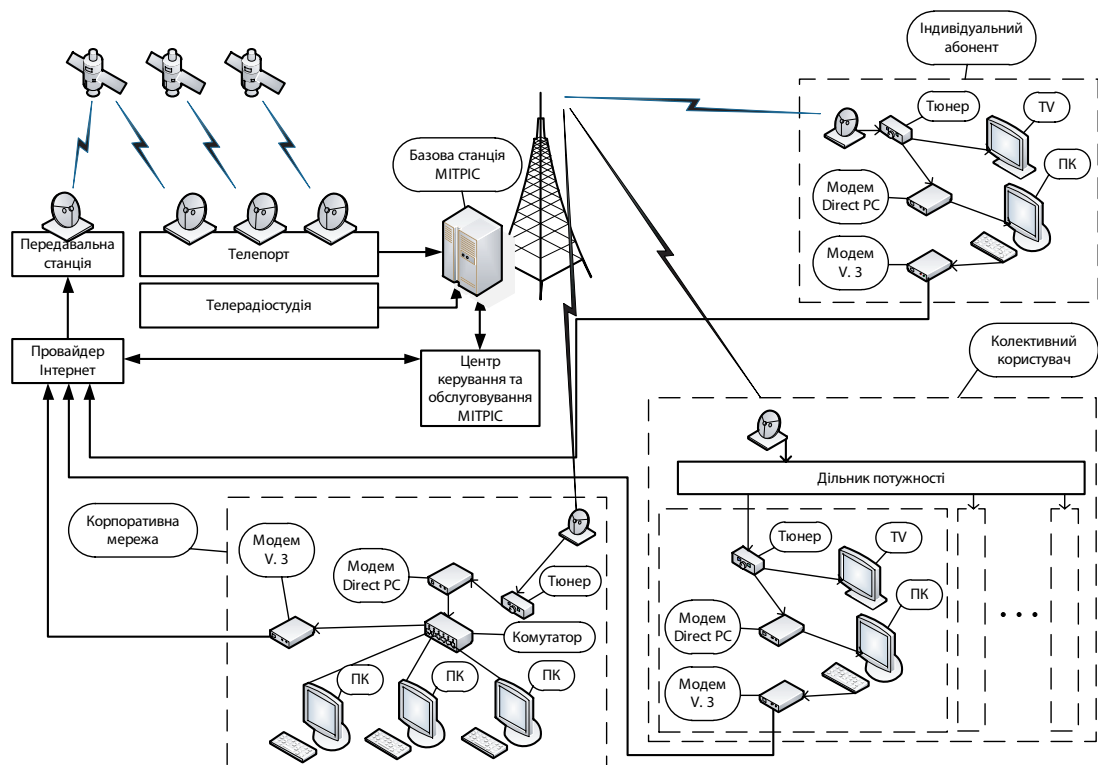 Індивідуальний
абонент
Тюнер
TV
ПК
Модем
Direct PC
Модем
V. 3
Базова станція
МІТРІС
Передавальна
станція
Телепорт
Телерадіостудія
Провайдер
Інтернет
Центр
керування та
обслуговування
МІТРІС
Колективний
користувач
Дільник потужності
Тюнер
TV
ПК
Модем
Direct PC
Модем
V. 3
...
Корпоративна
мережа
Модем
V. 3
Модем
Direct PC
Тюнер
Комутатор
ПК
ПК
ПК